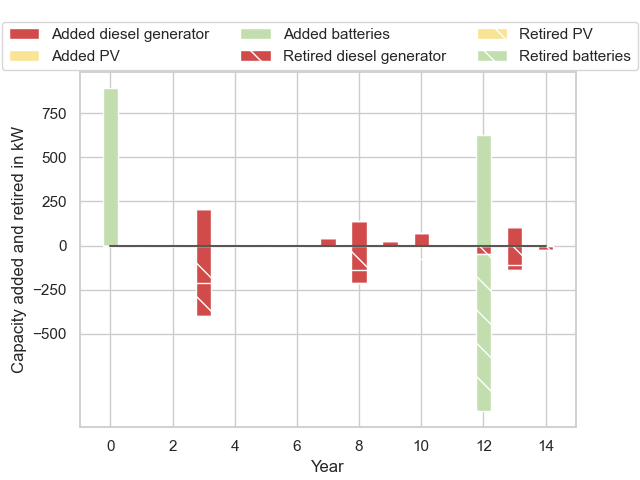 Added diesel generator Added batteries Retired PV
Added PV Retired diesel generator Retired batteries
Capacity added and retired in kW
750
500
250
0
−250
−500
0 2 4 6 8 10 12 14
Year